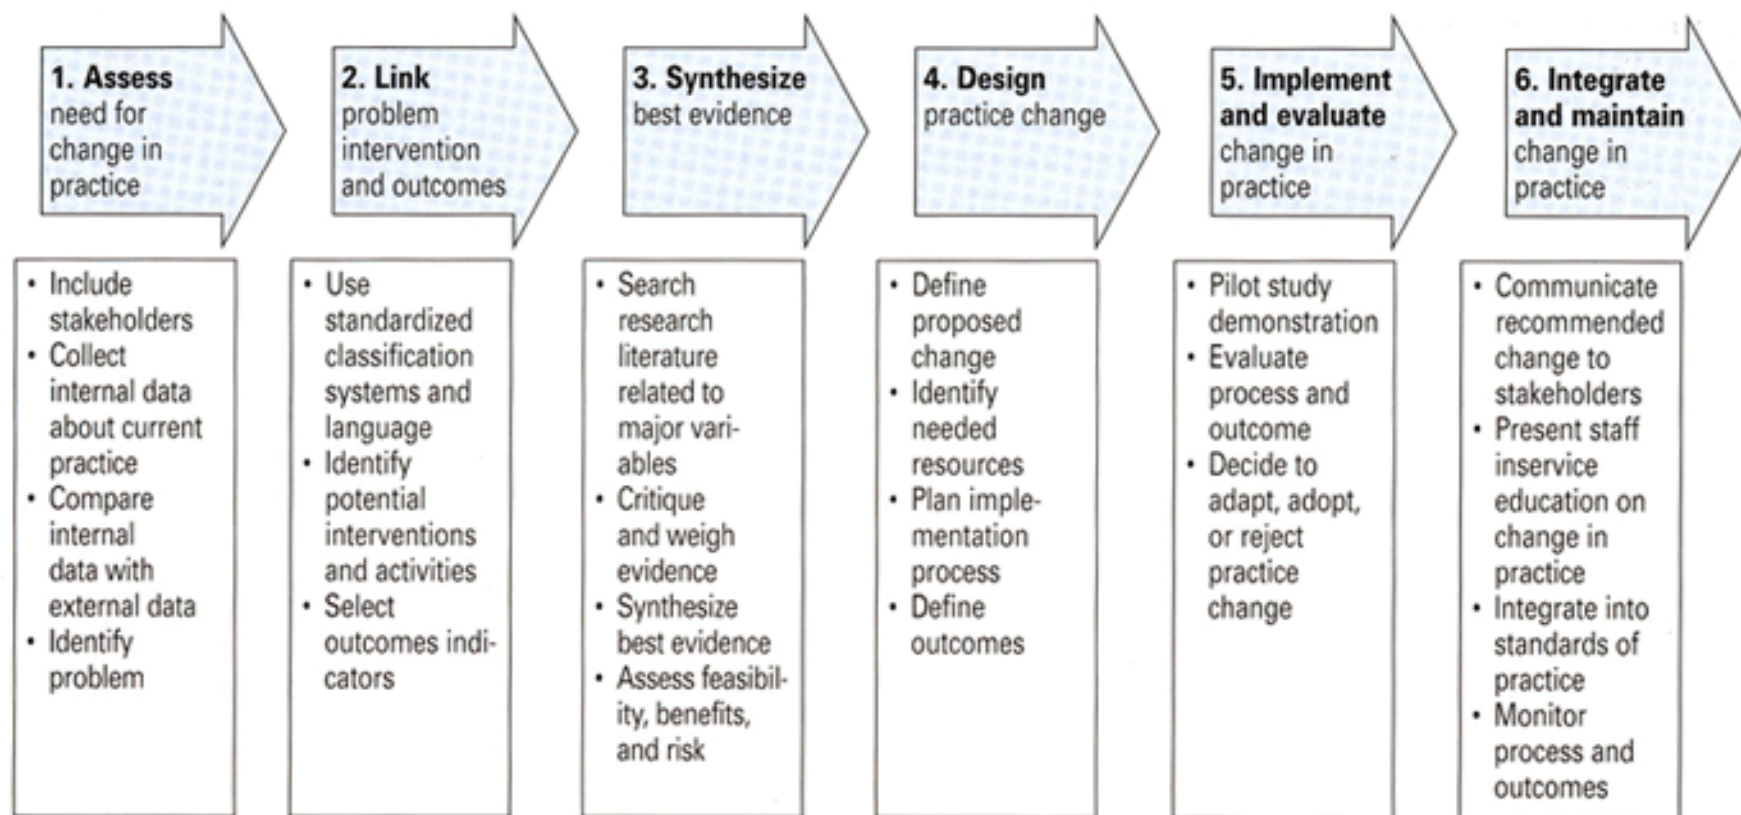 1. Assess
need for
change in
practice
2. Link
problem
intervention
and outcomes
3. Synthesize
best evidence
4. Design
practice change
5. Implement
and evaluate
change in
practice
6. Integrate
and maintain
change in
practice
• Include
stakeholders
• Collect
internal data
about current
practice
• Compare
internal
data with
external data
• Identify
problem
• Use
standardized
classification
systems and
language
• Identify
potential
interventions
and activities
• Select
outcomes indi-
cators
• Search
research
literature
related to
major vari-
ables
• Critique
and weigh
evidence
• Synthesize
best evidence
• Assess feasibil-
ity, benefits,
and risk
• Define
proposed
change
• Identify
needed
resources
• Plan imple-
mentation
process
• Define
outcomes
• Pilot study
demonstration
• Evaluate
process and
outcome
• Decide to
adapt, adopt,
or reject
practice
change
• Communicate
recommended
change to
stakeholders
• Present staff
inservice
education on
change in
practice
• Integrate into
standards of
practice
• Monitor
process and
outcomes